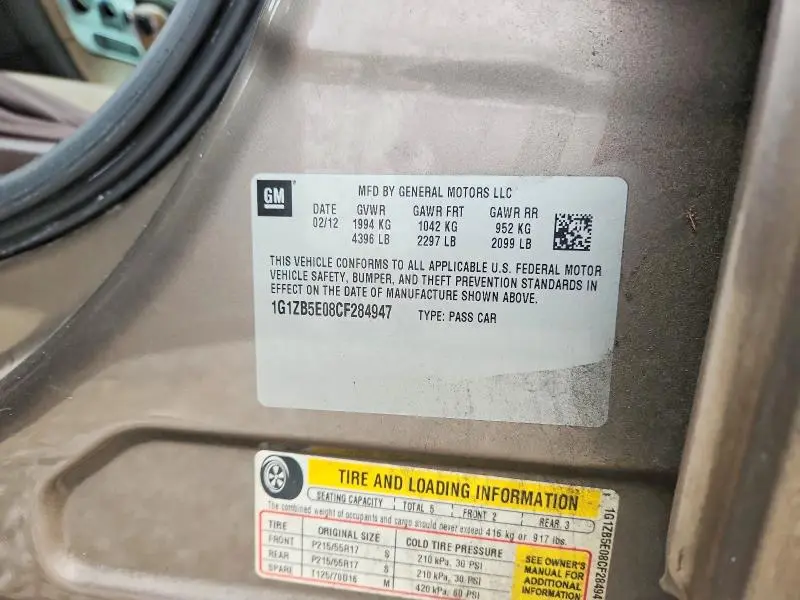 GM
MFD BY GENERAL MOTORS LLC
DATE GVWR GAWR FRT GAWR RR
02/12 1994 KG 1042 KG 952 KG
4396 LB 2297 LB 2099 LB
THIS VEHICLE CONFORMS TO ALL APPLICABLE U.S. FEDERAL MOTOR
VEHICLE SAFETY, BUMPER, AND THEFT PREVENTION STANDARDS IN
EFFECT ON THE DATE OF MANUFACTURE SHOWN ABOVE.
1G1ZB5E08CF284947 TYPE: PASS CAR
TIRE AND LOADING INFORMATION
SEATING CAPACITY TOTAL 5 FRONT 2 REAR 3
The combined weight of occupants and cargo should never exceed 416 kg or 917 lbs.
TIRE ORIGINAL SIZE COLD TIRE PRESSURE
FRONT P215/55R17 S 210 kPa, 30 PSI
REAR P215/55R17 S 210 kPa, 30 PSI
SPARE T125/70D16 M 420 kPa, 60 PSI
SEE OWNER'S
MANUAL FOR
ADDITIONAL
INFORMATION
1G1ZB5E08CF28494